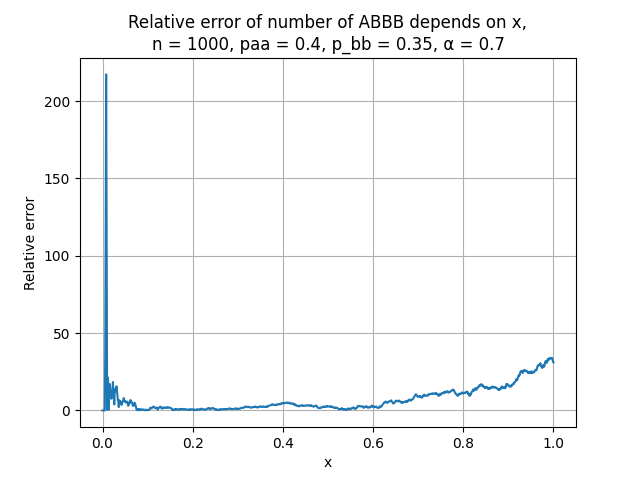 Relative error of number of ABBB depends on x,
n = 1000, paa = 0.4, p_bb = 0.35, α = 0.7
200
150
100
50
0
Relative error
0.0 0.2 0.4 0.6 0.8 1.0
x